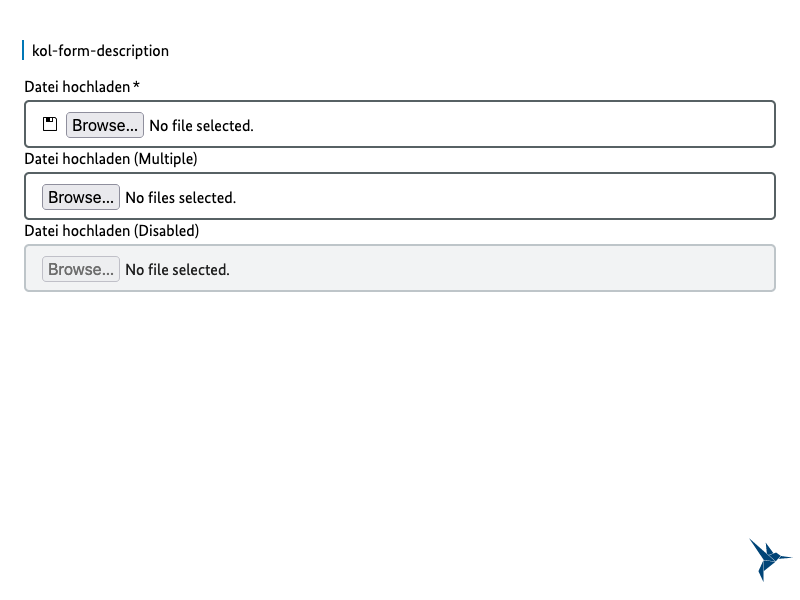 kol-form-description
Datei hochladen *
Browse... No file selected.
Datei hochladen (Multiple)
Browse... No files selected.
Datei hochladen (Disabled)
Browse... No file selected.